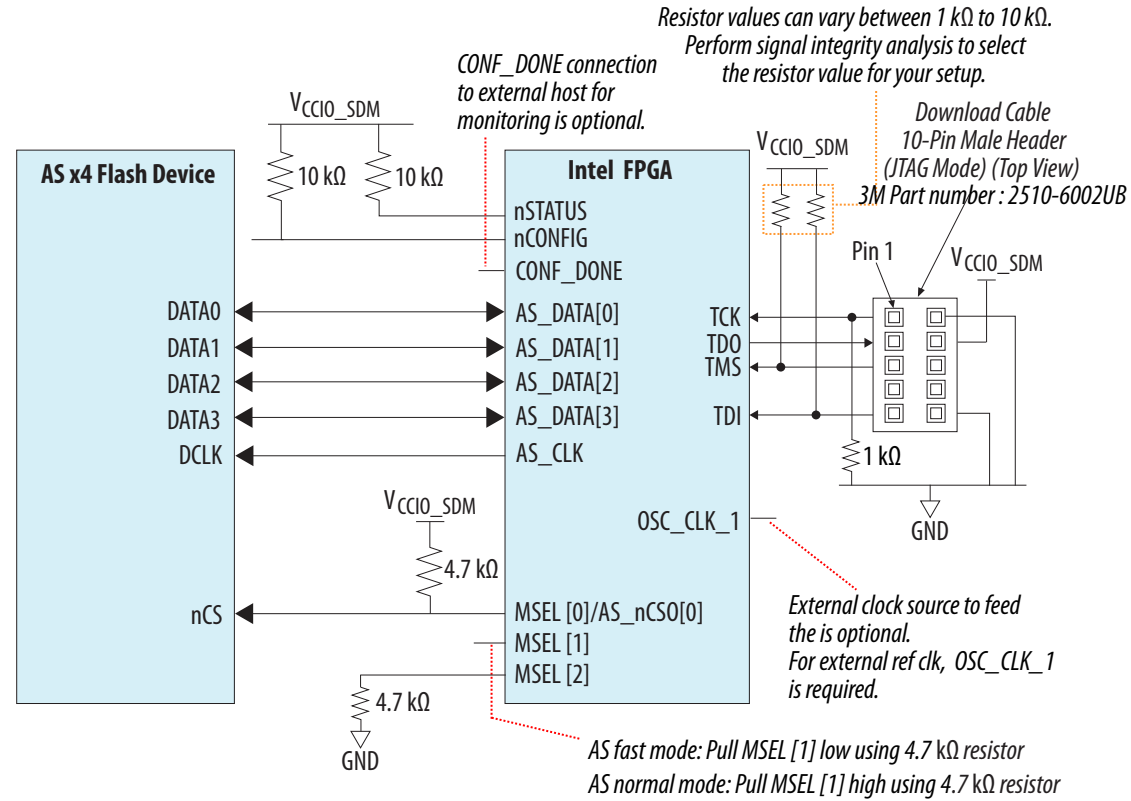 Resistor values can vary between 1 kΩ to 10 kΩ.
Perform signal integrity analysis to select
the resistor value for your setup.
CONF_DONE connection
to external host for
monitoring is optional.
VCCIO_SDM
Download Cable
10-Pin Male Header
(JTAG Mode) (Top View)
3M Part number : 2510-6002UB
VCCIO_SDM
AS x4 Flash Device
10 kΩ
10 kΩ
Intel FPGA
nSTATUS
nCONFIG
CONF_DONE
Pin 1
VCCIO_SDM
DATA0
DATA1
DATA2
DATA3
DCLK
AS_DATA[0]
AS_DATA[1]
AS_DATA[2]
AS_DATA[3]
AS_CLK
TCK
TDO
TMS
TDI
1 kΩ
GND
VCCIO_SDM
4.7 kΩ
OSC_CLK_1
nCS
MSEL [0]/AS_nCSO[0]
MSEL [1]
MSEL [2]
4.7 kΩ
GND
External clock source to feed
the is optional.
For external ref clk, OSC_CLK_1
is required.
AS fast mode: Pull MSEL [1] low using 4.7 kΩ resistor
AS normal mode: Pull MSEL [1] high using 4.7 kΩ resistor